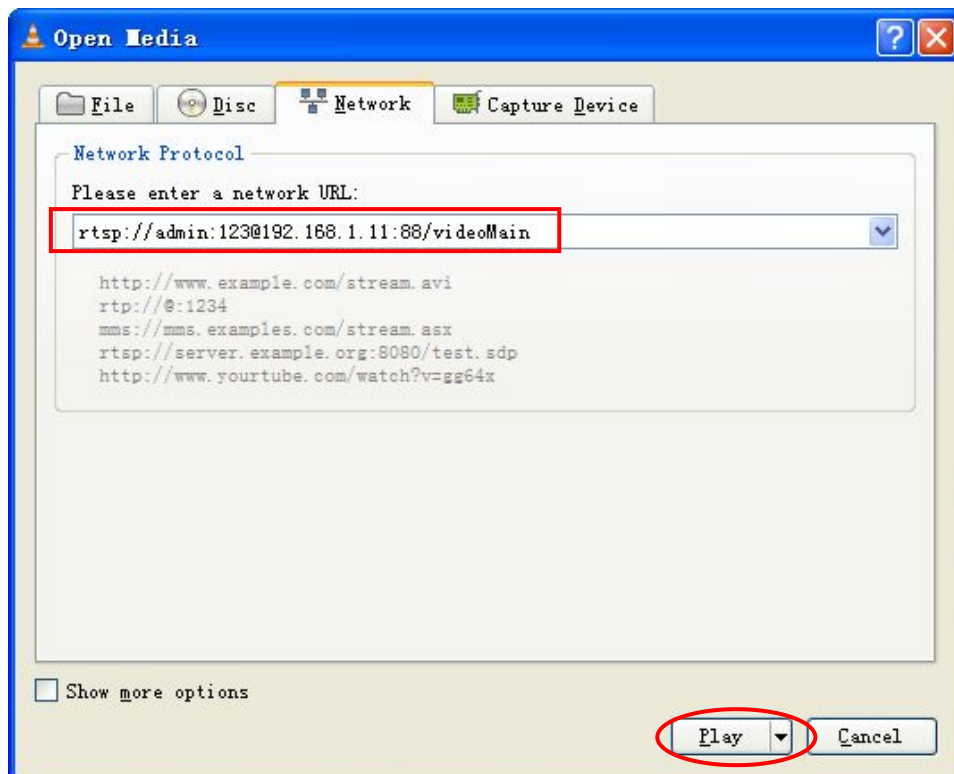 Open Media
File Disc Network Capture Device
Network Protocol
Please enter a network URL:
rtsp://admin:123@192.168.1.11:88/videoMain
http://www.example.com/stream.avi
rtp://@:1234
mms://mms.examples.com/stream.asx
rtsp://server.example.org:8080/test.sdp
http://www.yourtube.com/watch?v=gg64x
Show more options
Play Cancel